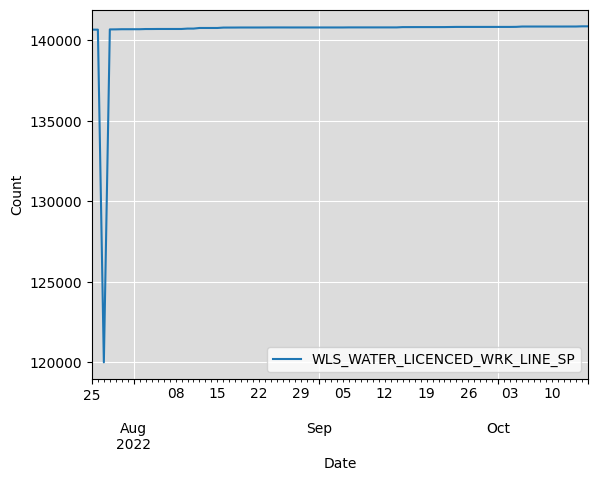 140000
135000
130000
125000
120000
Count
WLS_WATER_LICENCED_WRK_LINE_SP
25 08 15 22 29 05 12 19 26 03 10
Aug Sep Oct
2022
Date